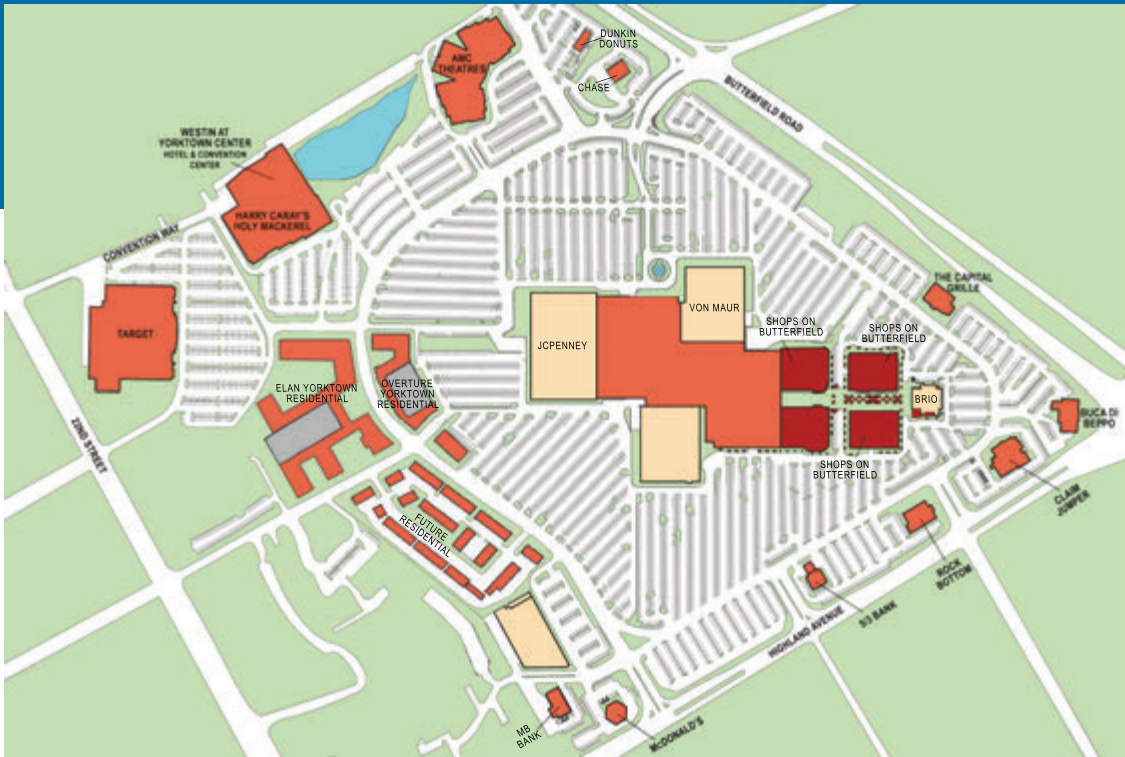 DUNKIN
DONUTS
AMC
THEATRES
CHASE
BUTTERFIELD ROAD
WESTIN AT
YORKTOWN CENTER
HOTEL & CONVENTION
CENTER
HARRY CARAY'S
HOLY MACKEREL
CONVENTION WAY
THE CAPITAL
GRILLE
VON MAUR
TARGET
SHOPS ON
BUTTERFIELD
SHOPS ON
BUTTERFIELD
JCPENNEY
ELAN YORKTOWN
RESIDENTIAL
OVERTURE
YORKTOWN
RESIDENTIAL
BRIO
BUCA DI
BEPPO
22ND STREET
SHOPS ON
BUTTERFIELD
CLAIM
JUMPER
FUTURE
RESIDENTIAL
ROCK
BOTTOM
5/3 BANK
HIGHLAND AVENUE
MB
BANK
McDONALD'S